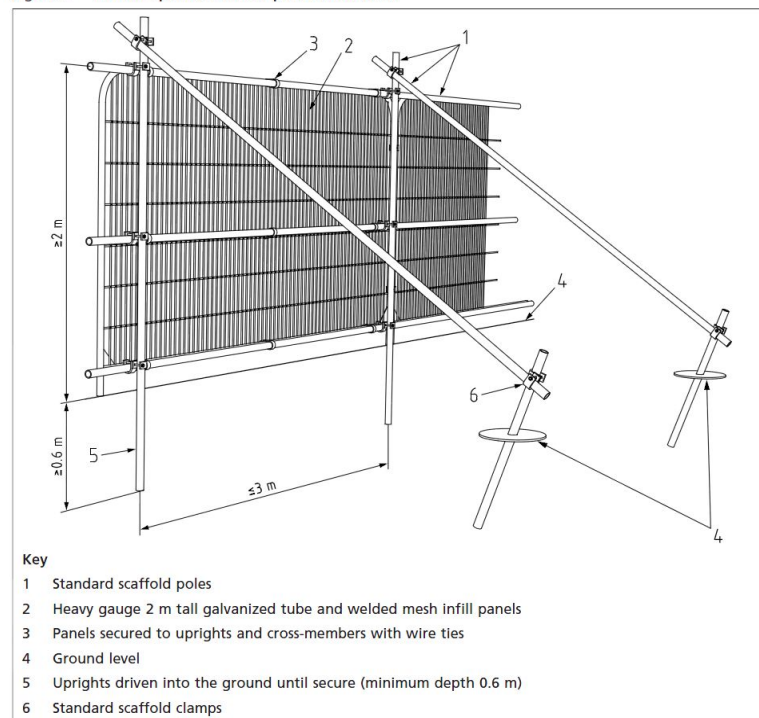 3
2
1
≥2 m
4
6
≥0.6 m
5
≤3 m
4
Key
1 Standard scaffold poles
2 Heavy gauge 2 m tall galvanized tube and welded mesh infill panels
3 Panels secured to uprights and cross-members with wire ties
4 Ground level
5 Uprights driven into the ground until secure (minimum depth 0.6 m)
6 Standard scaffold clamps